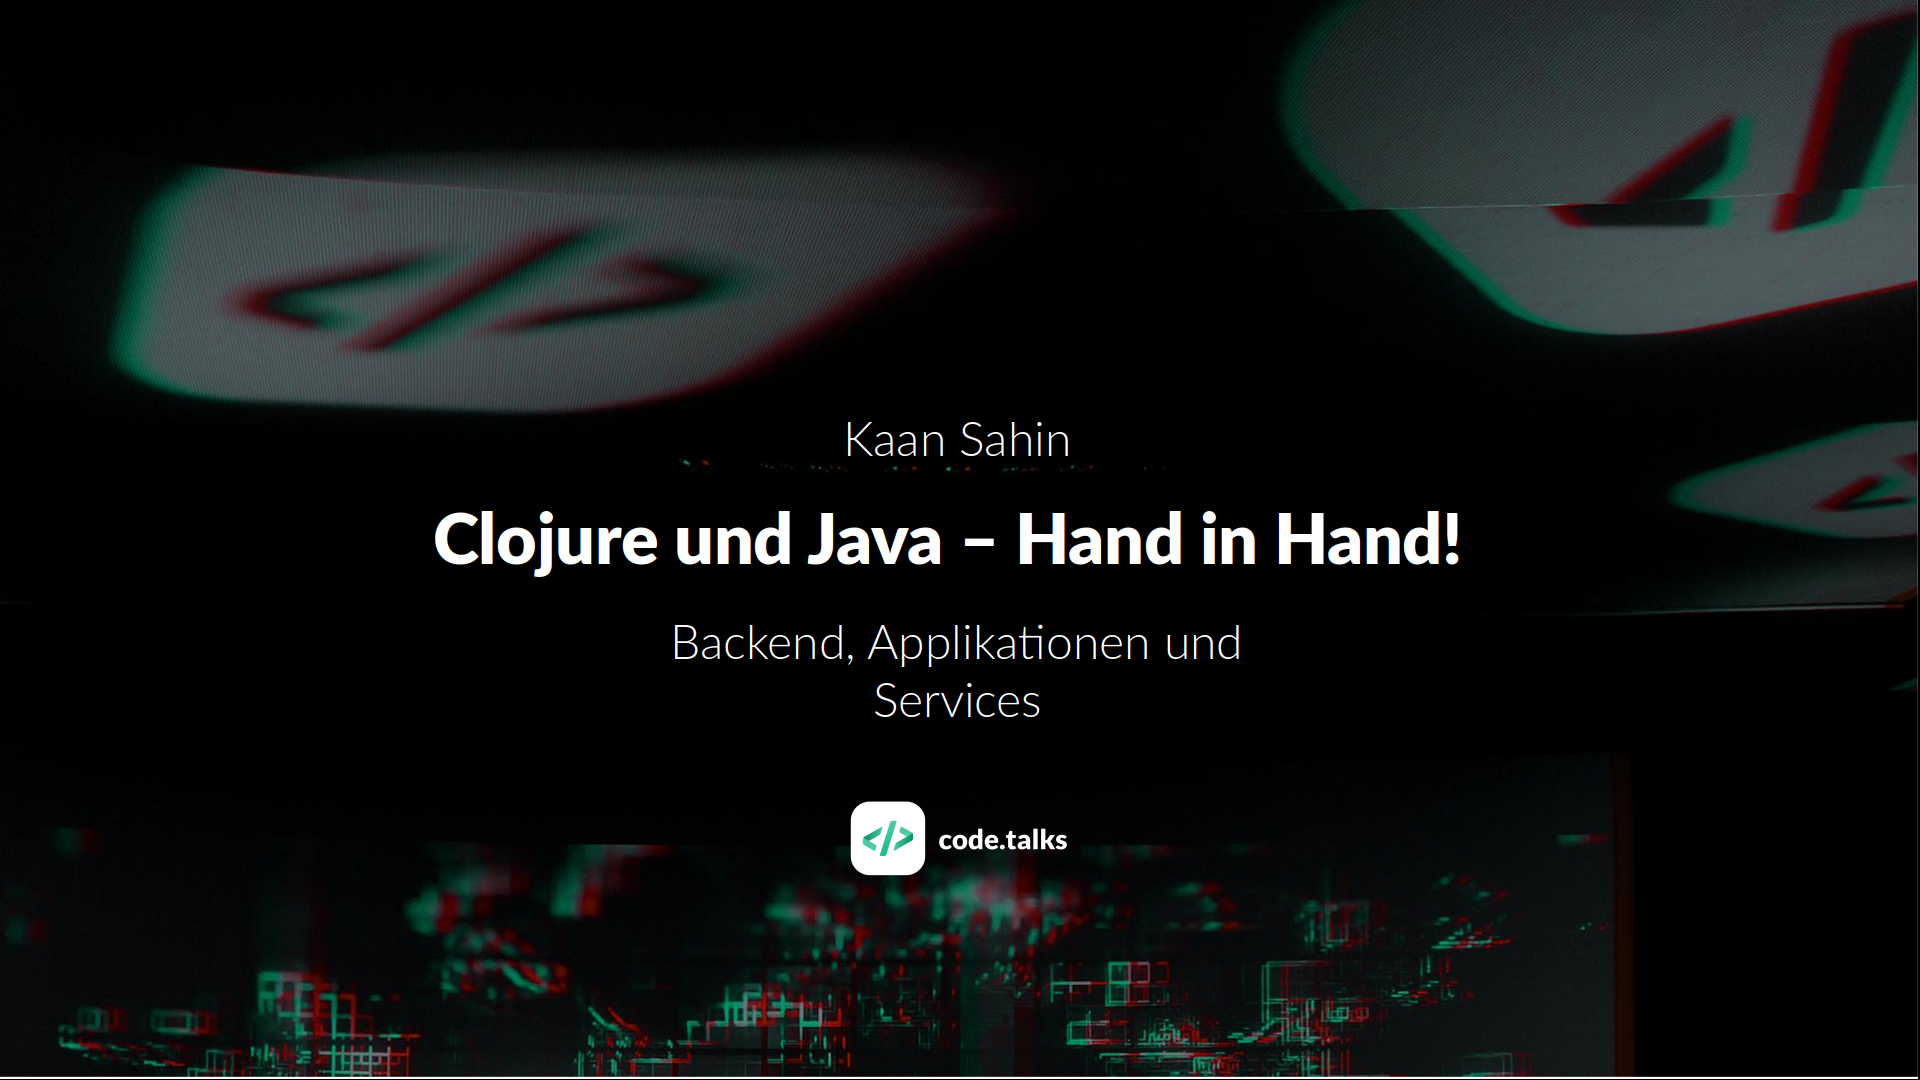 Kaan Sahin
Clojure und Java – Hand in Hand!
Backend, Applikationen und
Services
</> code.talks